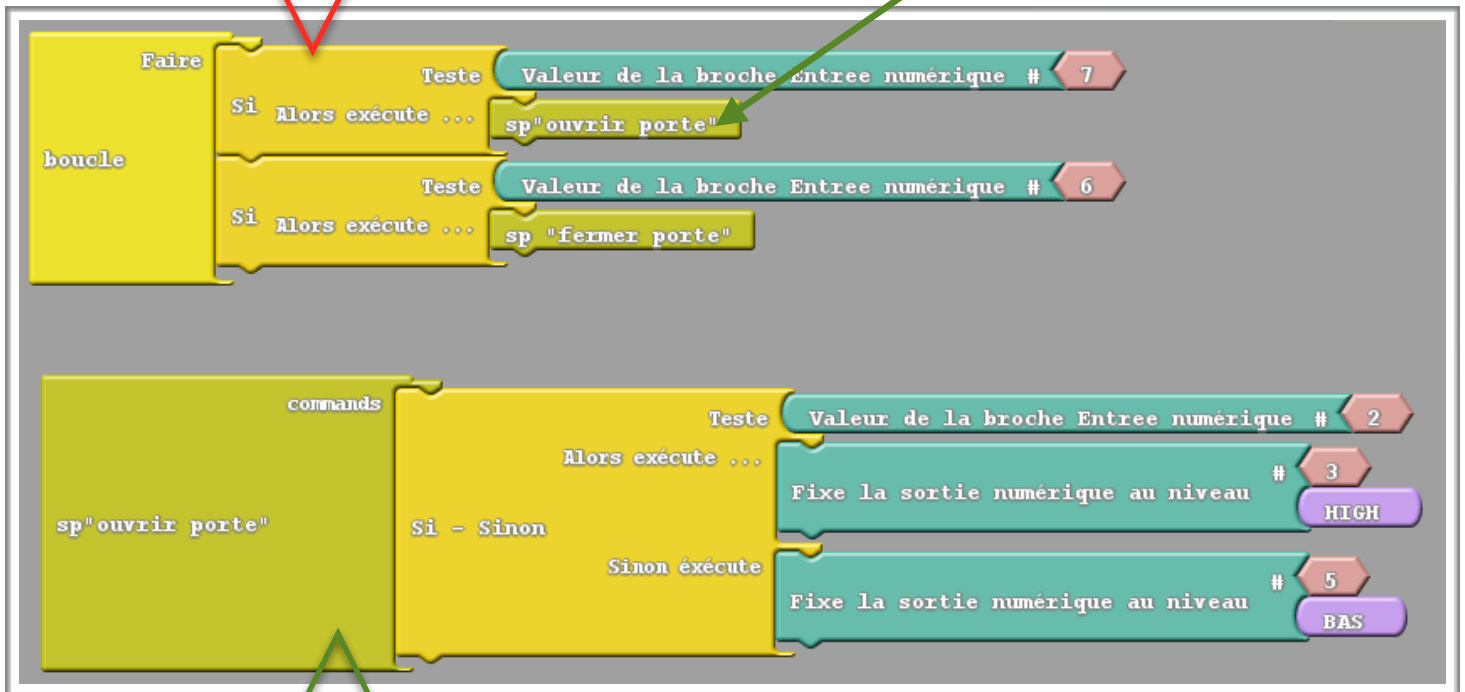 Faire
Teste Valeur de la broche Entree numérique # 7
Si Alors exécute ... sp"ouvrir porte"
boucle
Teste Valeur de la broche Entree numérique # 6
Si Alors exécute ... sp "fermer porte"
commands
Teste Valeur de la broche Entree numérique # 2
Alors exécute ...
# 3
Fixe la sortie numérique au niveau
HIGH
sp"ouvrir porte" Si - Sinon
Sinon éxécute
# 5
Fixe la sortie numérique au niveau
BAS